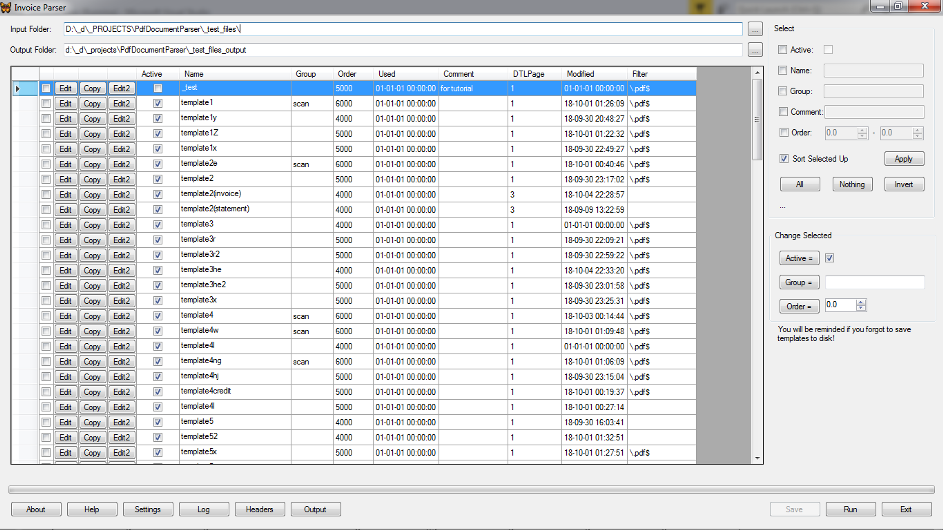 Invoice Parser
Input Folder: D:\_d\_PROJECTS\PdfDocumentParser\_test_files\
Output Folder: d:\_projects\PdfDocumentParser\_test_files_output
Active Name Group Order Used Comment DTLPage Modified Filter
Edit Copy Edit2 _test 5000 01-01-01 00:00:00 for tutorial 1 01-01-01 00:00:00 \.pdf$
Edit Copy Edit2 template1 scan 6000 01-01-01 00:00:00 1 18-10-01 01:26:09 \.pdf$
Edit Copy Edit2 template1y 4000 01-01-01 00:00:00 1 18-09-30 20:48:27 \.pdf$
Edit Copy Edit2 template1Z 5000 01-01-01 00:00:00 1 18-10-01 01:22:32 \.pdf$
Edit Copy Edit2 template1x 5000 01-01-01 00:00:00 1 18-09-30 22:49:27 \.pdf$
Edit Copy Edit2 template2e scan 6000 01-01-01 00:00:00 1 18-10-01 00:40:46 \.pdf$
Edit Copy Edit2 template2 5000 01-01-01 00:00:00 1 18-09-30 23:17:02 \.pdf$
Edit Copy Edit2 template2(invoice) 4000 01-01-01 00:00:00 3 18-10-04 22:28:57
Edit Copy Edit2 template2(statement) 4000 01-01-01 00:00:00 3 18-09-09 13:22:59
Edit Copy Edit2 template3 4000 01-01-01 00:00:00 1 01-01-01 00:00:00 \.pdf$
Edit Copy Edit2 template3r 5000 01-01-01 00:00:00 1 18-09-30 22:09:21 \.pdf$
Edit Copy Edit2 template3r2 5000 01-01-01 00:00:00 1 18-09-30 22:59:22 \.pdf$
Edit Copy Edit2 template3he 4000 01-01-01 00:00:00 1 18-10-04 22:33:20 \.pdf$
Edit Copy Edit2 template3he2 5000 01-01-01 00:00:00 1 18-09-30 23:01:58 \.pdf$
Edit Copy Edit2 template3x 5000 01-01-01 00:00:00 1 18-09-30 23:25:31 \.pdf$
Edit Copy Edit2 template4 scan 6000 01-01-01 00:00:00 1 18-10-03 00:14:44 \.pdf$
Edit Copy Edit2 template4w scan 6000 01-01-01 00:00:00 1 18-10-01 01:09:48 \.pdf$
Edit Copy Edit2 template4l 4000 01-01-01 00:00:00 1 01-01-01 00:00:00 \.pdf$
Edit Copy Edit2 template4ng scan 6000 01-01-01 00:00:00 1 18-10-01 01:06:09 \.pdf$
Edit Copy Edit2 template4hj 5000 01-01-01 00:00:00 1 18-09-30 23:15:04 \.pdf$
Edit Copy Edit2 template4credit 5000 01-01-01 00:00:00 1 18-10-01 00:19:37 \.pdf$
Edit Copy Edit2 template4l 5000 01-01-01 00:00:00 1 18-10-01 00:27:14
Edit Copy Edit2 template5 4000 01-01-01 00:00:00 1 18-09-30 16:03:41 \.pdf$
Edit Copy Edit2 template52 4000 01-01-01 00:00:00 1 18-10-01 01:32:51 \.pdf$
Edit Copy Edit2 template5x 5000 01-01-01 00:00:00 1 18-10-01 01:27:51 \.pdf$
Select
Active:
Name:
Group:
Comment:
Order: 0.0 - 0.0
Sort Selected Up Apply
All Nothing Invert
...
Change Selected
Active =
Group =
Order = 0.0
You will be reminded if you forgot to save
templates to disk!
About Help Settings Log Headers Output Save Run Exit